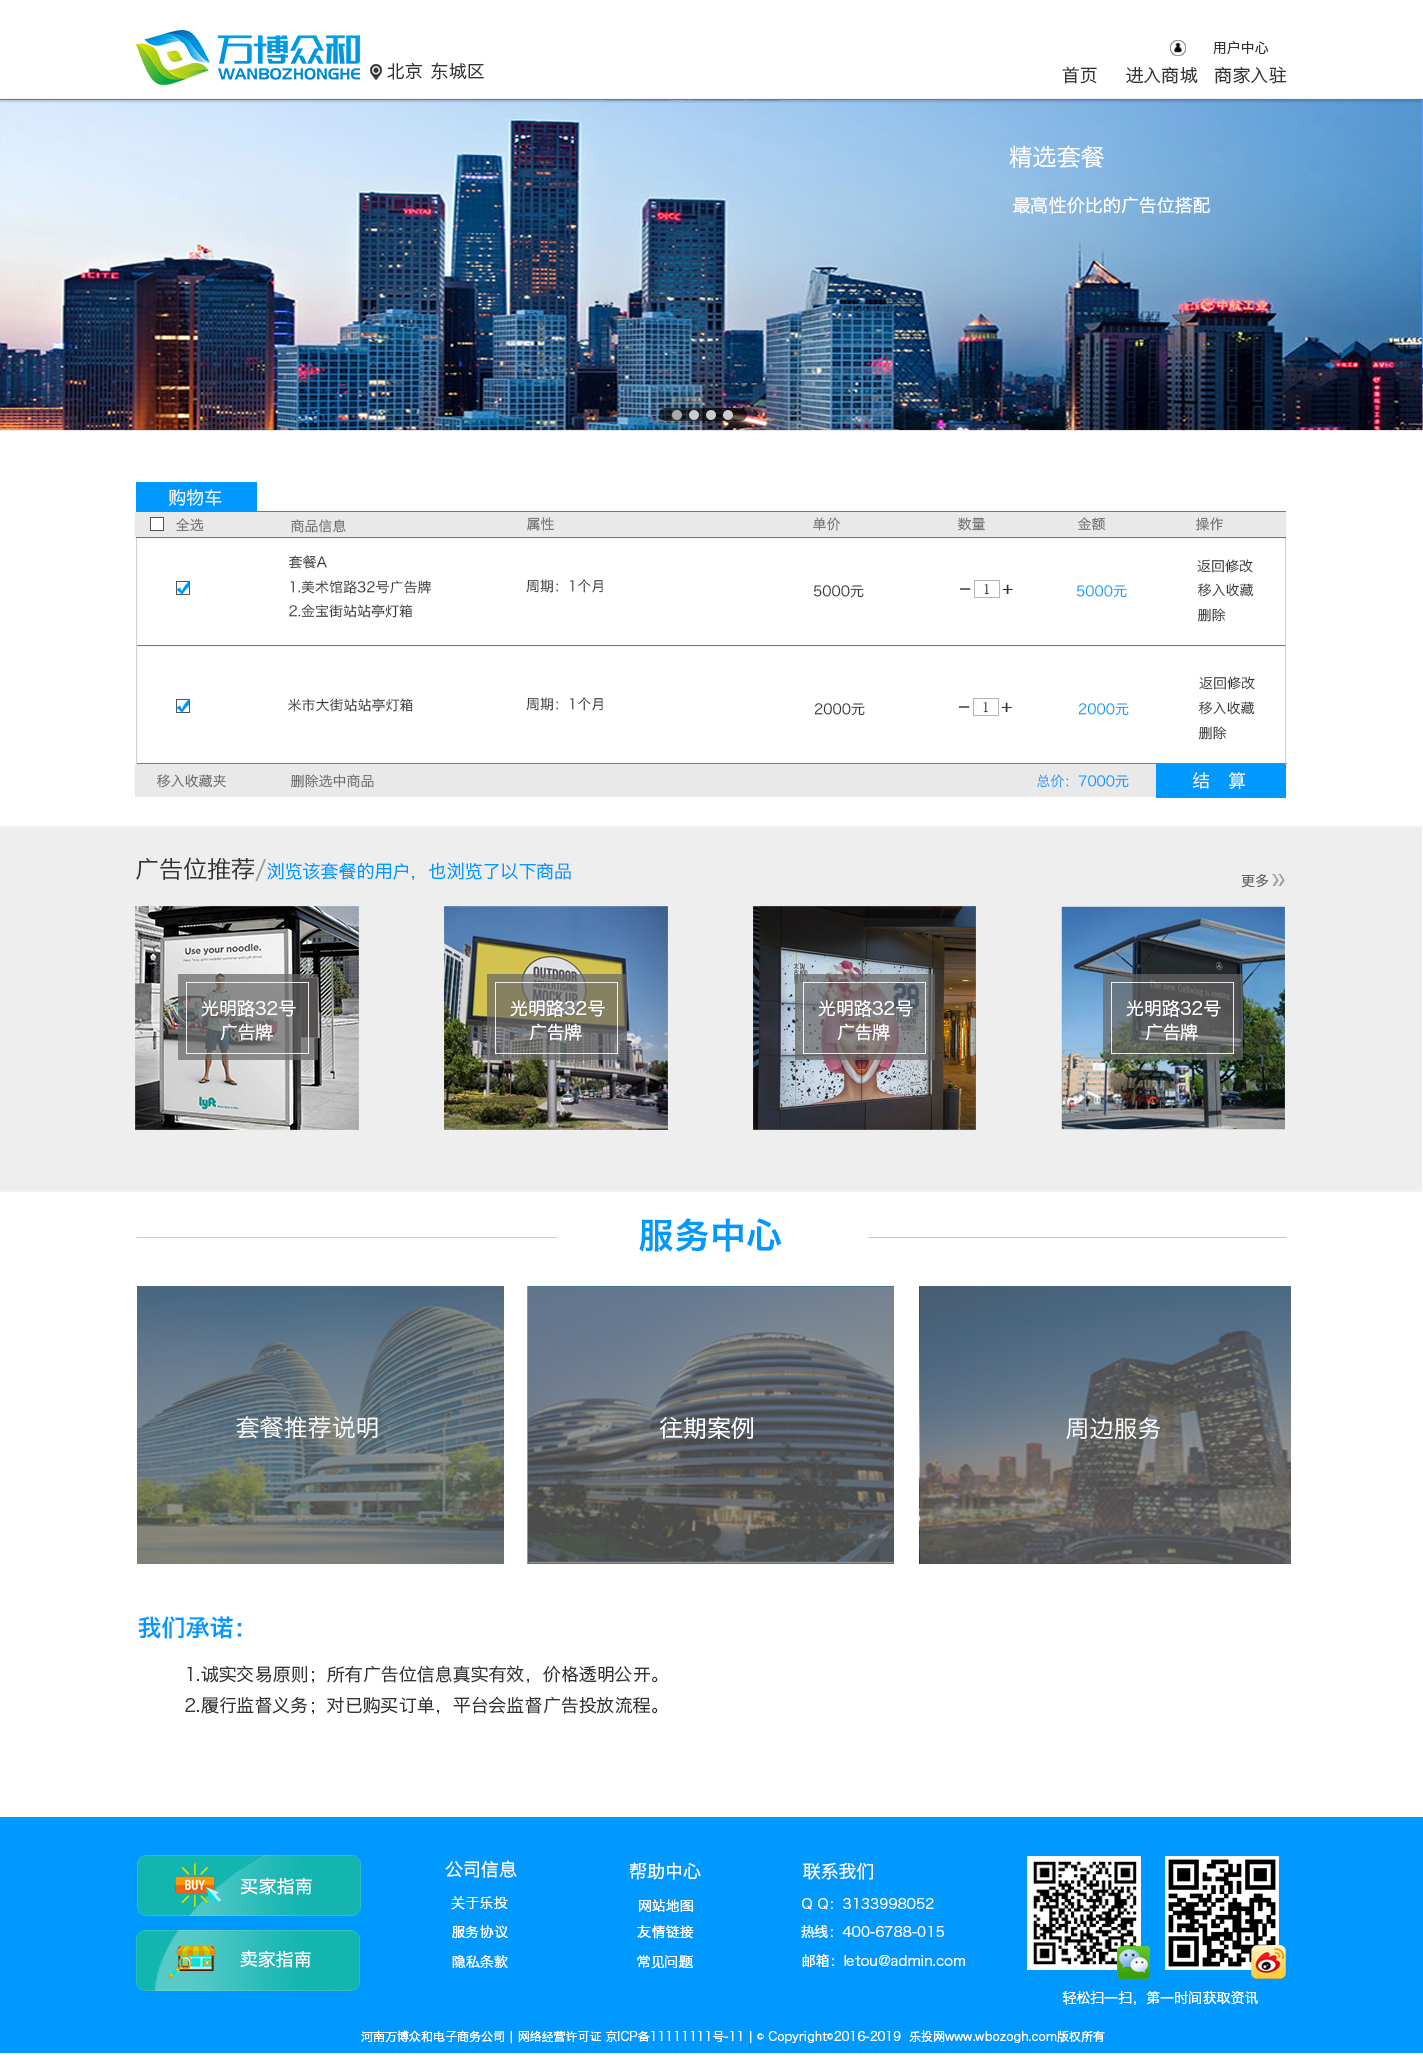 万博众和
WANBOZHONGHE
北京 东城区
用户中心
首页 进入商城 商家入驻
精选套餐
最高性价比的广告位搭配
CITIC
YINTAI
PICC
中航工业
AVIC
购物车
全选 商品信息 属性 单价 数量 金额 操作
套餐A
1.美术馆路32号广告牌
2.金宝街站站亭灯箱
周期：1个月
5000元
1
5000元
返回修改
移入收藏
删除
米市大街站站亭灯箱
周期：1个月
2000元
1
2000元
返回修改
移入收藏
删除
移入收藏夹 删除选中商品 总价：7000元 结 算
广告位推荐/浏览该套餐的用户，也浏览了以下商品
更多
Use your noodle.
光明路32号
广告牌
lyft
OUTDOOR
ADVERTISING
MOCK UP
光明路32号
广告牌
光明路32号
广告牌
光明路32号
广告牌
服务中心
套餐推荐说明
往期案例
周边服务
我们承诺：
1.诚实交易原则；所有广告位信息真实有效，价格透明公开。
2.履行监督义务；对已购买订单，平台会监督广告投放流程。
BUY
买家指南
卖家指南
公司信息
关于乐投
服务协议
隐私条款
帮助中心
网站地图
友情链接
常见问题
联系我们
Q Q：3133998052
热线：400-6788-015
邮箱：letou@admin.com
轻松扫一扫，第一时间获取资讯
河南万博众和电子商务公司 | 网络经营许可证 京ICP备11111111号-11 | © Copyright©2016-2019 乐投网www.wbozogh.com版权所有